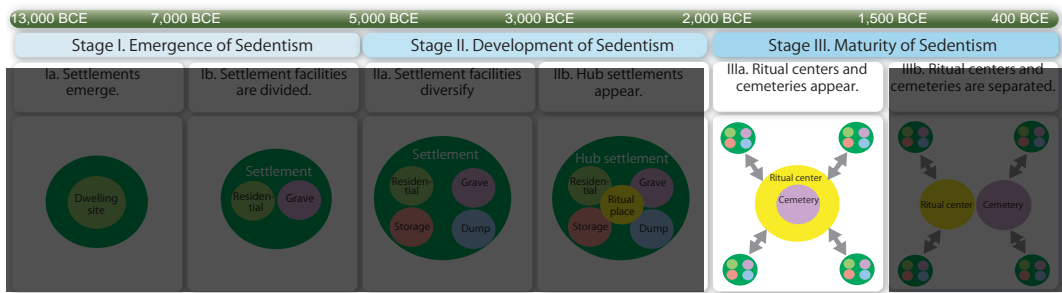 13,000 BCE 7,000 BCE 5,000 BCE 3,000 BCE 2,000 BCE 1,500 BCE 400 BCE
Stage I. Emergence of Sedentism
Stage II. Development of Sedentism
Stage III. Maturity of Sedentism
Ia. Settlements
emerge.
Ib. Settlement facilities
are divided.
IIa. Settlement facilities
diversify
IIb. Hub settlements
appear.
IIIa. Ritual centers and
cemeteries appear.
IIIb. Ritual centers and
cemeteries are separated.
Dwelling
site
Settlement
Residen-
tial
Grave
Settlement
Residen-
tial
Grave
Storage
Dump
Hub settlement
Residen-
tial
Grave
Ritual
place
Storage
Dump
Ritual center
Cemetery
Ritual center
Cemetery